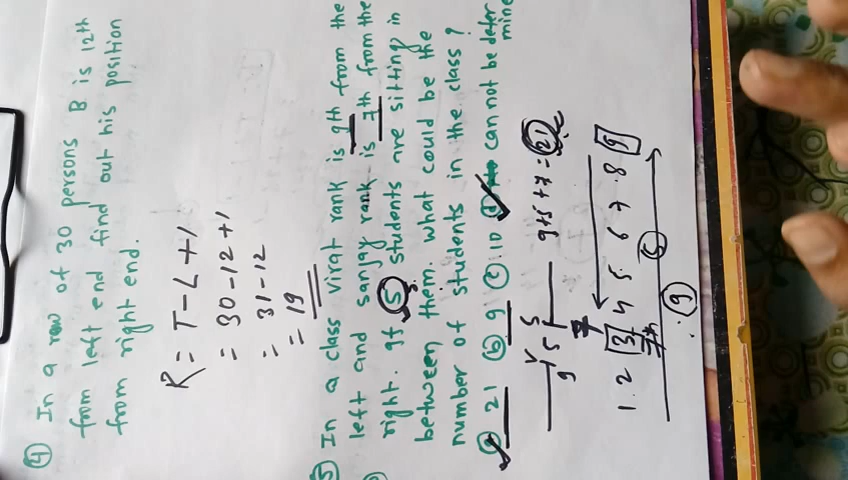 ④ In a row of 30 persons B is 12th
from left end find out his position
from right end.
R = T - L + 1
= 30 - 12 + 1
= 31 - 12
= 19
⑤ In a class virat rank is 9th from the
left and sanjay rank is 7th from the
right. If 5 students are sitting in
between them. what could be the
number of students in the class?
ⓐ 21 ⓑ 9 ⓒ 10 ⓓ can not be deter
mine
V 5 S
9 7
9+5+7 = 21
1 2 3 4 5 6 7 8 9
7th
9